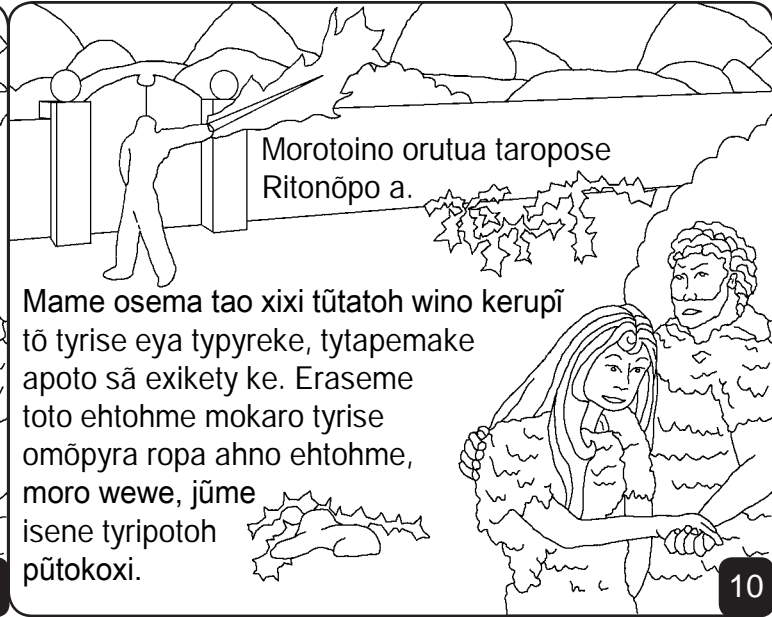 Morotoino orutua taropose
Ritonõpo a.
Mame osema tao xixi tũtatoh wino kerupĩ
tõ tyrise eya typyreke, tytapemake
apoto sã exikety ke. Eraseme
toto ehtohme mokaro tyrise
omõpyra ropa ahno ehtohme,
moro wewe, jũme
isene tyripotoh
pũtokoxi.
10